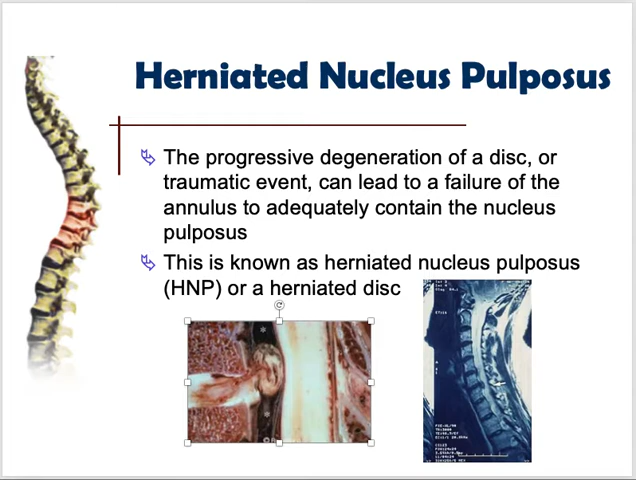 Herniated Nucleus Pulposus
The progressive degeneration of a disc, or
traumatic event, can lead to a failure of the
annulus to adequately contain the nucleus
pulposus
This is known as herniated nucleus pulposus
(HNP) or a herniated disc